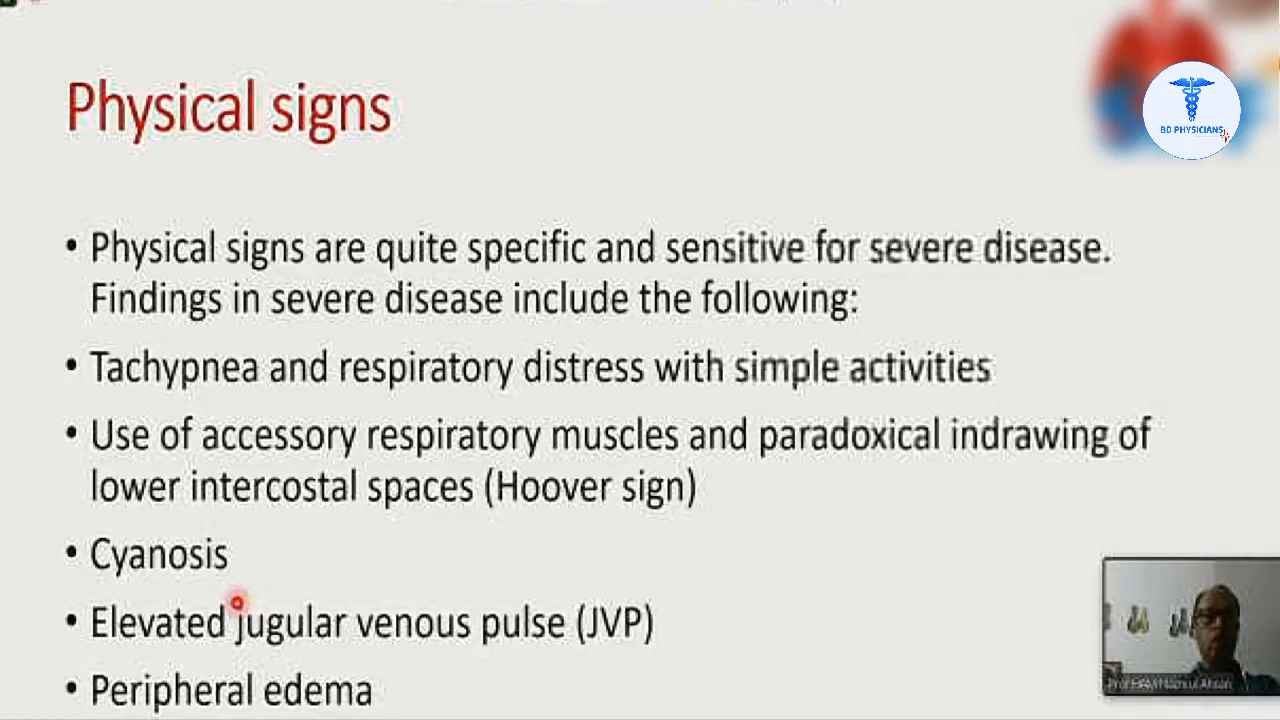 Physical signs
BD PHYSICIANS
• Physical signs are quite specific and sensitive for severe disease.
Findings in severe disease include the following:
• Tachypnea and respiratory distress with simple activities
• Use of accessory respiratory muscles and paradoxical indrawing of
lower intercostal spaces (Hoover sign)
• Cyanosis
• Elevated jugular venous pulse (JVP)
• Peripheral edema